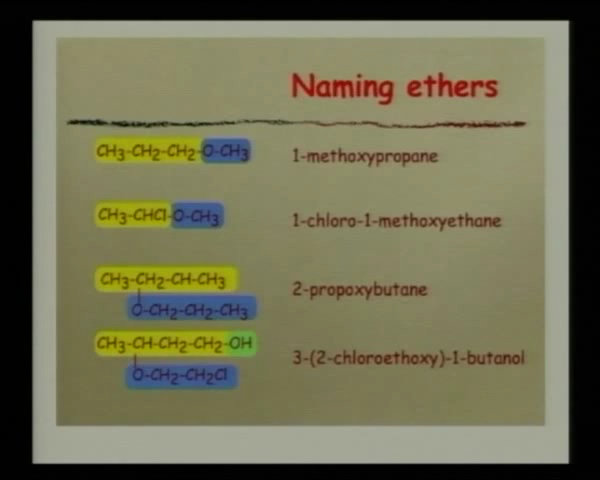 Naming ethers
CH3-CH2-CH2-O-CH3 1-methoxypropane
CH3-CHCl-O-CH3 1-chloro-1-methoxyethane
CH3-CH2-CH-CH3
O-CH2-CH2-CH3 2-propoxybutane
CH3-CH-CH2-CH2-OH
O-CH2-CH2Cl 3-(2-chloroethoxy)-1-butanol